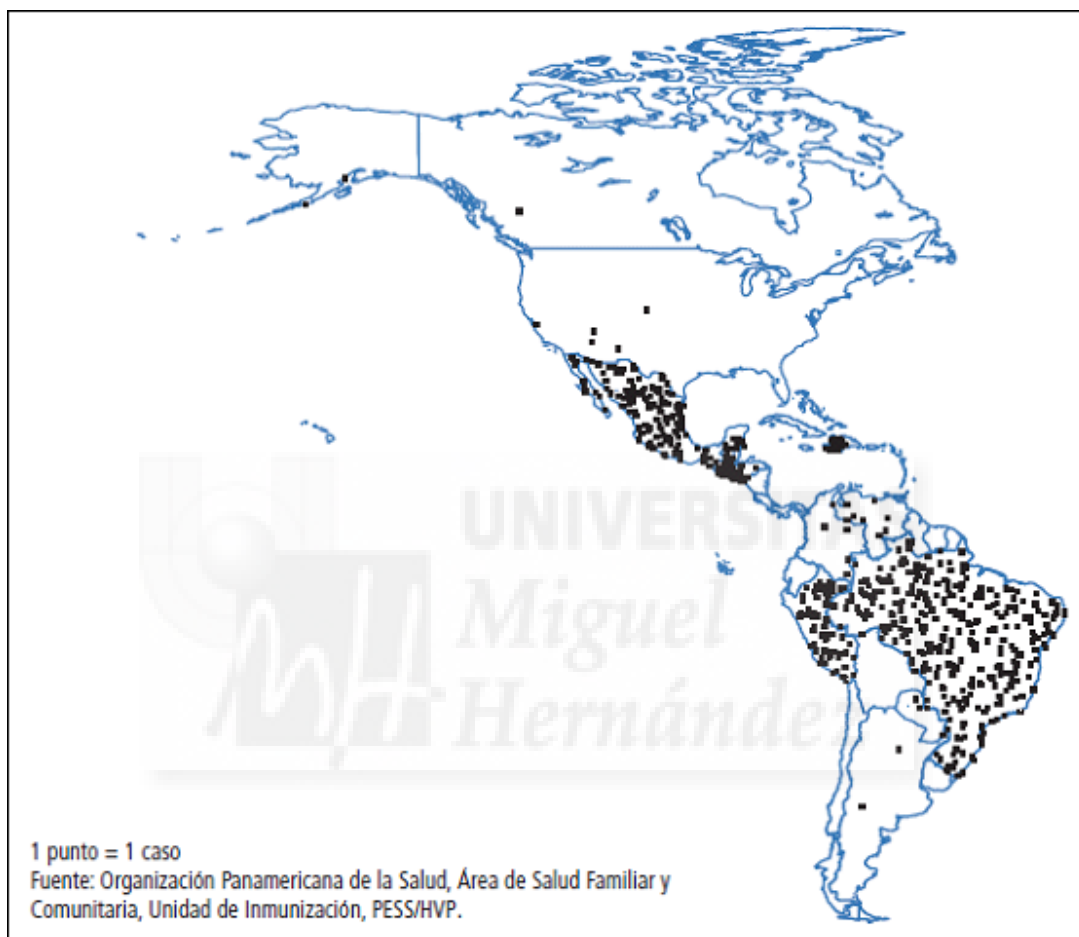 UNIVERSITAS
Miguel
Hernández
1 punto = 1 caso
Fuente: Organización Panamericana de la Salud, Área de Salud Familiar y
Comunitaria, Unidad de Inmunización, PESS/HVP.